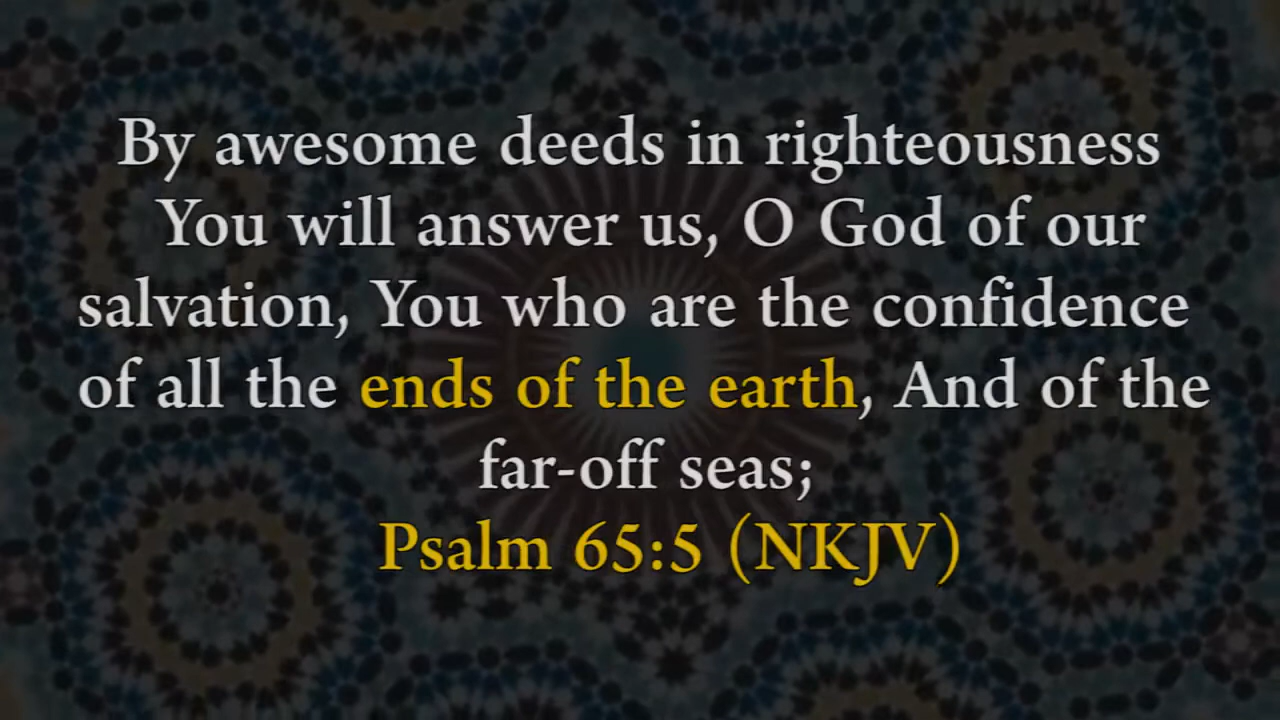 By awesome deeds in righteousness
You will answer us, O God of our
salvation, You who are the confidence
of all the ends of the earth, And of the
far-off seas;
Psalm 65:5 (NKJV)